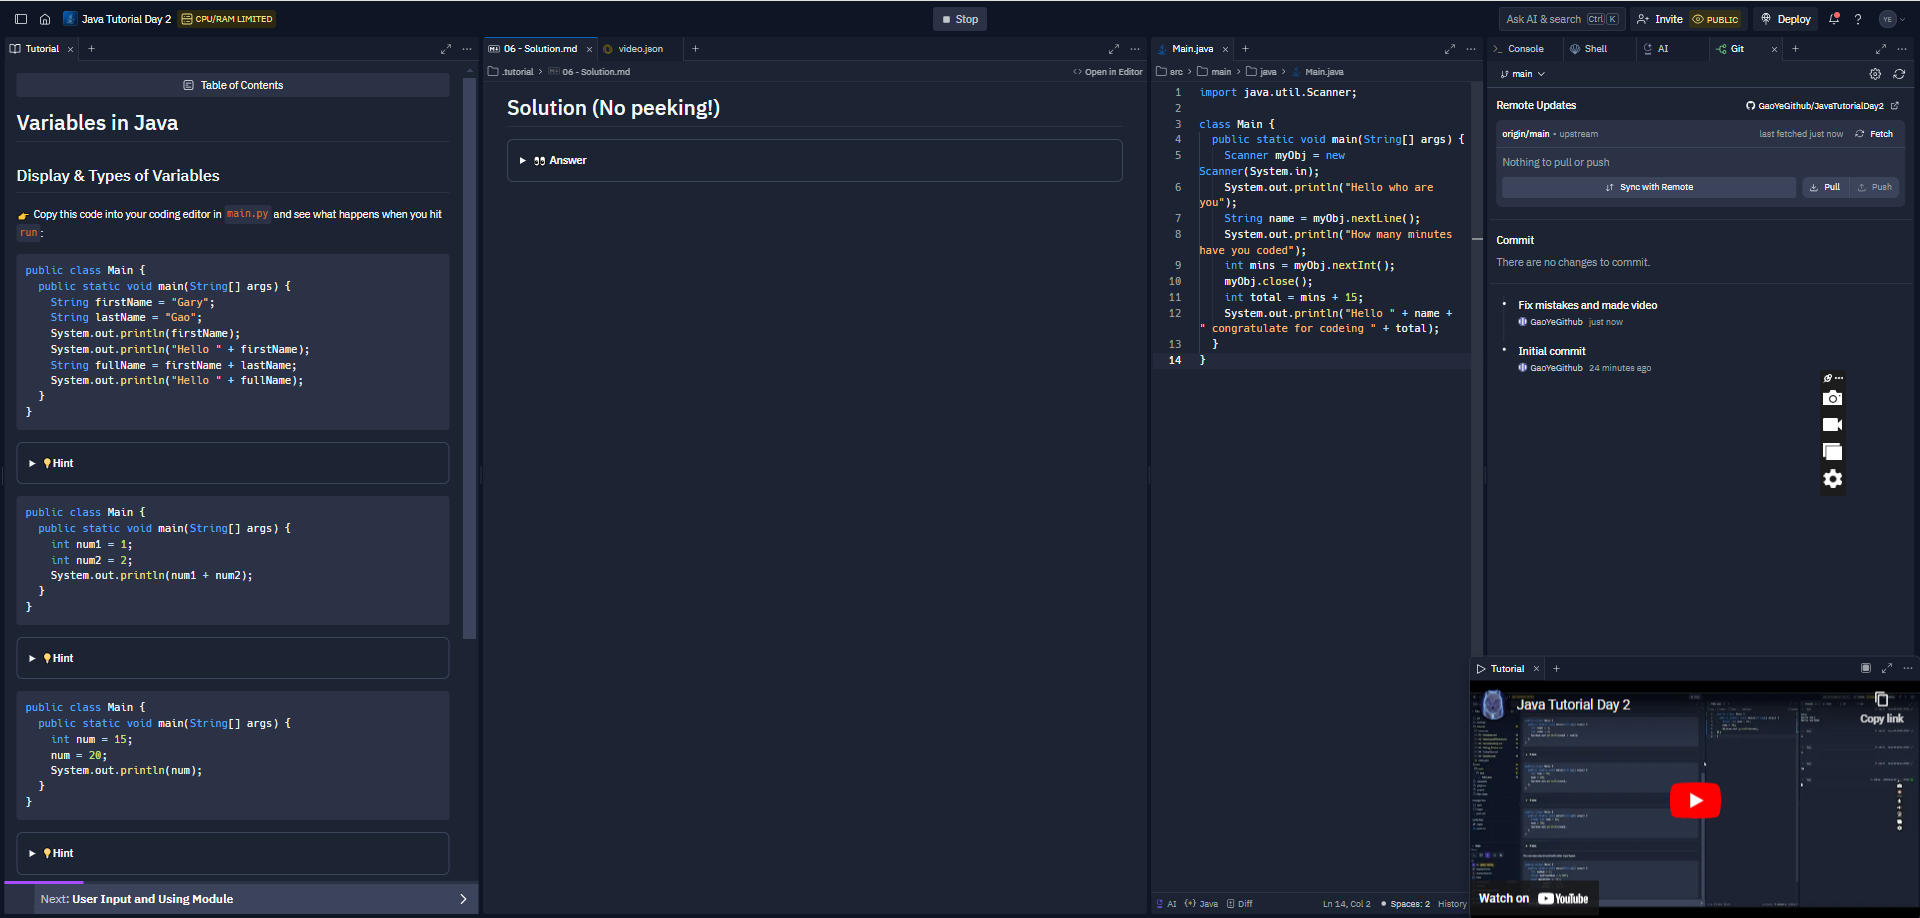 Java Tutorial Day 2
CPU/RAM LIMITED
Stop
Ask AI & search Ctrl K
Invite
PUBLIC
Deploy
YE
Tutorial
Table of Contents
Variables in Java
Display & Types of Variables
👉 Copy this code into your coding editor in main.py and see what happens when you hit
run :
public class Main {
public static void main(String[] args) {
String firstName = "Gary";
String lastName = "Gao";
System.out.println(firstName);
System.out.println("Hello " + firstName);
String fullName = firstName + lastName;
System.out.println("Hello " + fullName);
}
}
💡Hint
public class Main {
public static void main(String[] args) {
int num1 = 1;
int num2 = 2;
System.out.println(num1 + num2);
}
}
💡Hint
public class Main {
public static void main(String[] args) {
int num = 15;
num = 20;
System.out.println(num);
}
}
💡Hint
Next: User Input and Using Module
06 - Solution.md
video.json
.tutorial > 06 - Solution.md
Open in Editor
Solution (No peeking!)
👀 Answer
Main.java
src > main > java > Main.java
1 import java.util.Scanner;
2
3 class Main {
4 public static void main(String[] args) {
5 Scanner myObj = new
Scanner(System.in);
6 System.out.println("Hello who are
you");
7 String name = myObj.nextLine();
8 System.out.println("How many minutes
have you coded");
9 int mins = myObj.nextInt();
10 myObj.close();
11 int total = mins + 15;
12 System.out.println("Hello " + name +
" congratulate for codeing " + total);
13 }
14 }
AI
Java
Diff
Ln 14, Col 2
Spaces: 2
History
Console
Shell
AI
Git
main
Remote Updates
GaoYeGithub/JavaTutorialDay2
origin/main • upstream
last fetched just now
Fetch
Nothing to pull or push
Sync with Remote
Pull
Push
Commit
There are no changes to commit.
Fix mistakes and made video
GaoYeGithub just now
Initial commit
GaoYeGithub 24 minutes ago
Tutorial
Java Tutorial Day 2
Copy link
Watch on YouTube